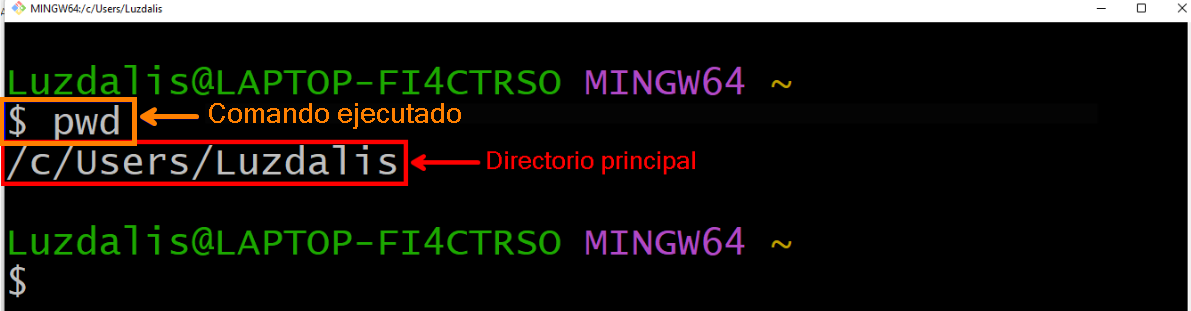 MINGW64:/c/Users/Luzdalis
Luzdalis@LAPTOP-FI4CTRSO MINGW64 ~
$ pwd Comando ejecutado
/c/Users/Luzdalis Directorio principal
Luzdalis@LAPTOP-FI4CTRSO MINGW64 ~
$